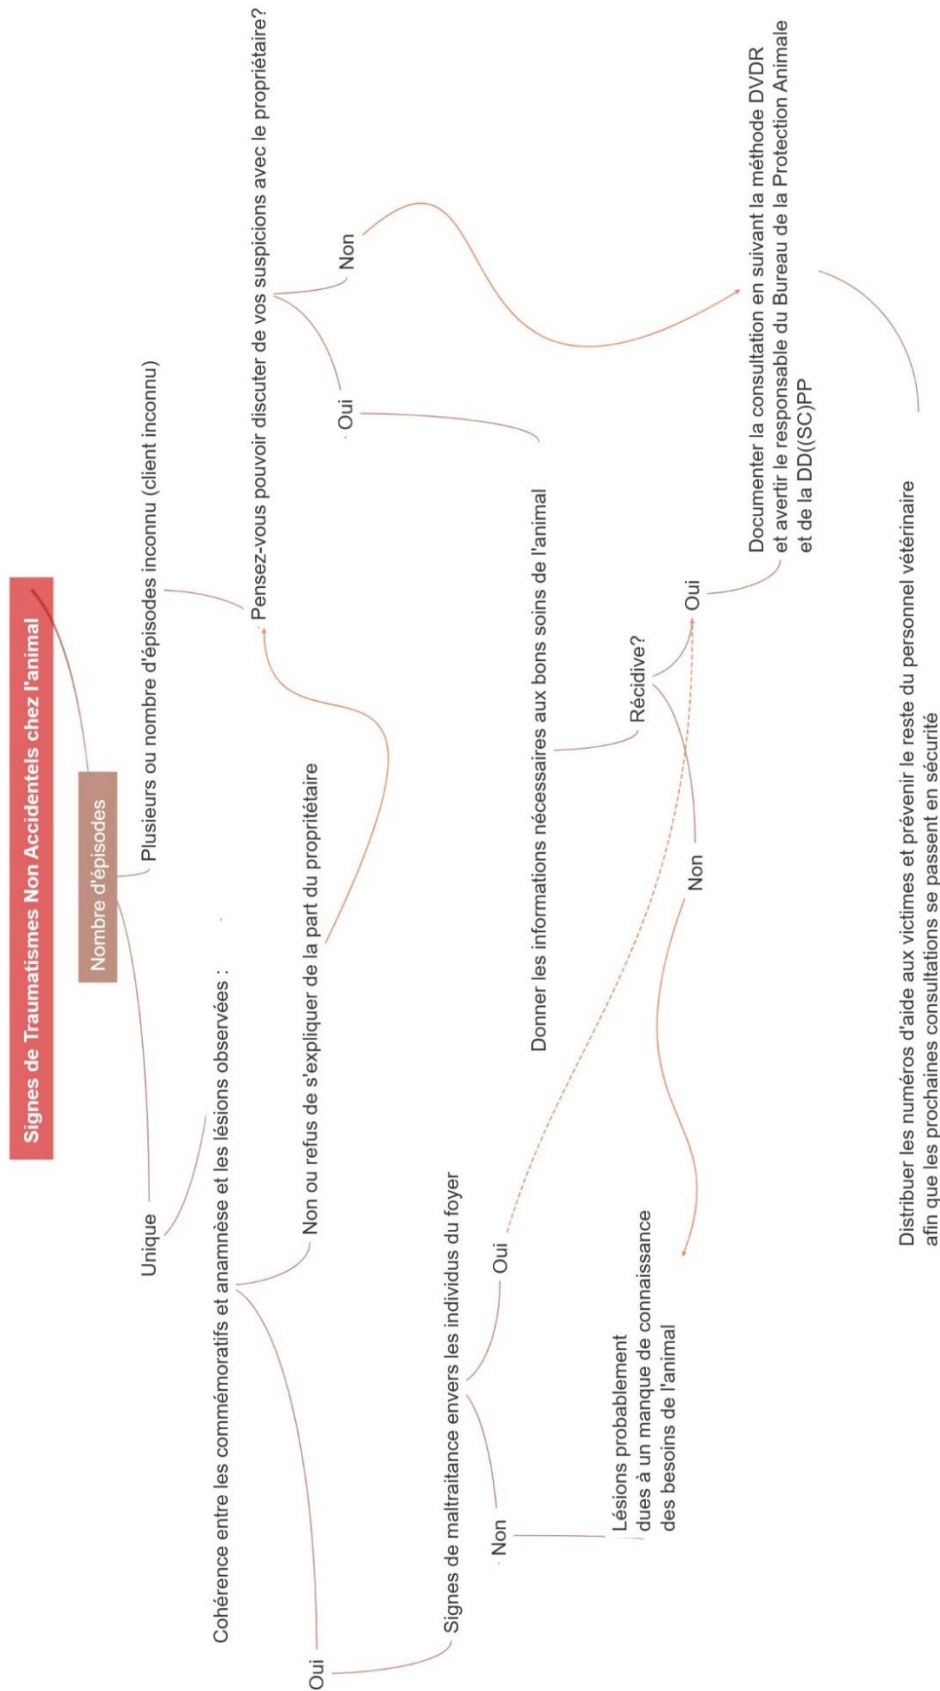 Signes de Traumatismes Non Accidentels chez l'animal
Nombre d'épisodes
Unique
Plusieurs ou nombre d'épisodes inconnu (client inconnu)
Cohérence entre les commémoratifs et anamnèse et les lésions observées :
Pensez-vous pouvoir discuter de vos suspicions avec le propriétaire?
Oui
Non ou refus de s'expliquer de la part du propritétaire
Oui
Non
Signes de maltraitance envers les individus du foyer
Non
Oui
Donner les informations nécessaires aux bons soins de l'animal
Récidive?
Non
Oui
Lésions probablement
dues à un manque de connaissance
des besoins de l'animal
Documenter la consultation en suivant la méthode DVDR
et avertir le responsable du Bureau de la Protection Animale
et de la DD((SC)PP
Distribuer les numéros d'aide aux victimes et prévenir le reste du personnel vétérinaire
afin que les prochaines consultations se passent en sécurité